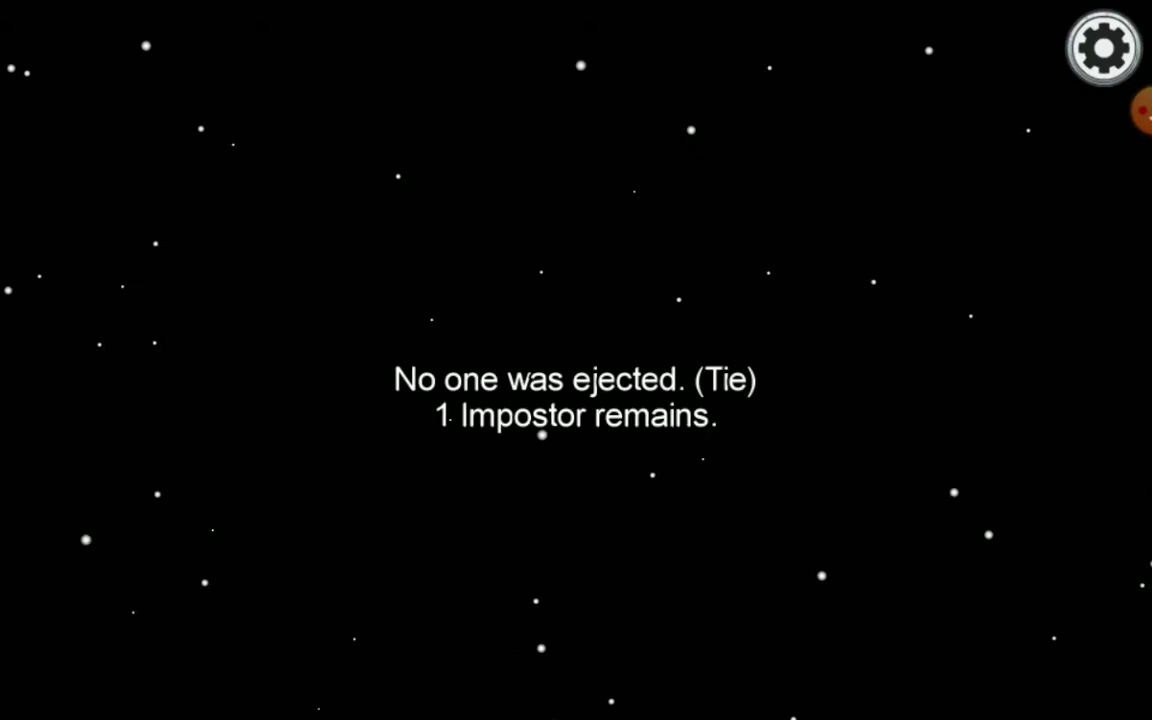 No one was ejected. (Tie)
1 Impostor remains.